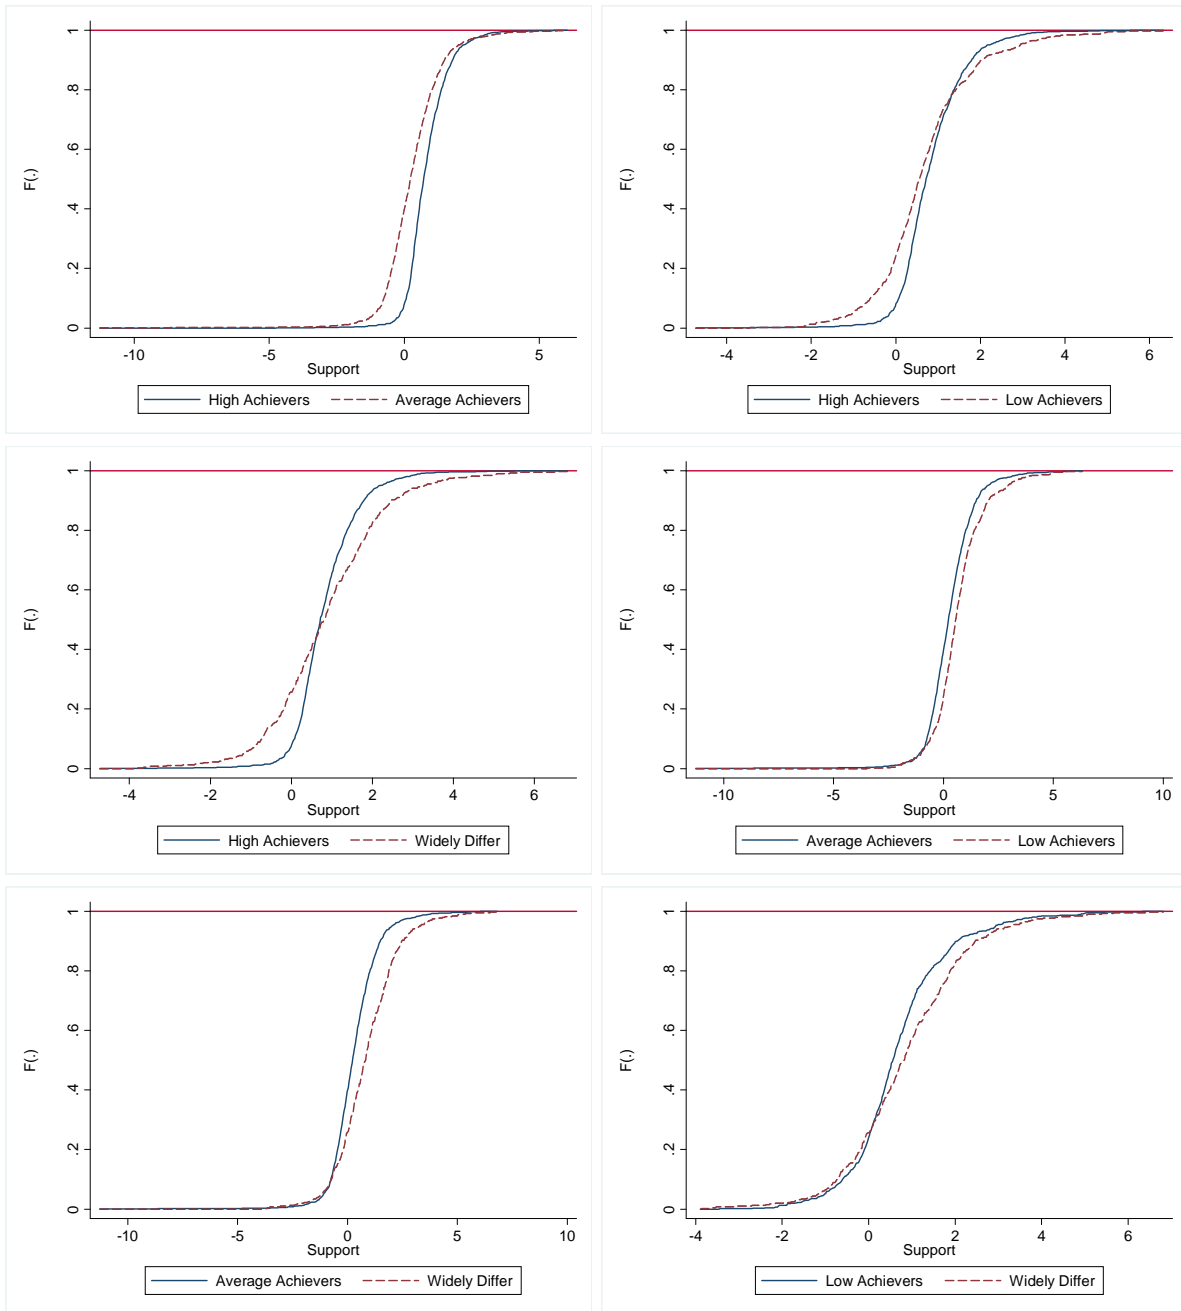 F(.)
1
.8
.6
.4
.2
0
-10 -5 0 5
Support
High Achievers Average Achievers
F(.)
1
.8
.6
.4
.2
0
-4 -2 0 2 4 6
Support
High Achievers Low Achievers
F(.)
1
.8
.6
.4
.2
0
-4 -2 0 2 4 6
Support
High Achievers Widely Differ
F(.)
1
.8
.6
.4
.2
0
-10 -5 0 5 10
Support
Average Achievers Low Achievers
F(.)
1
.8
.6
.4
.2
0
-10 -5 0 5 10
Support
Average Achievers Widely Differ
F(.)
1
.8
.6
.4
.2
0
-4 -2 0 2 4 6
Support
Low Achievers Widely Differ